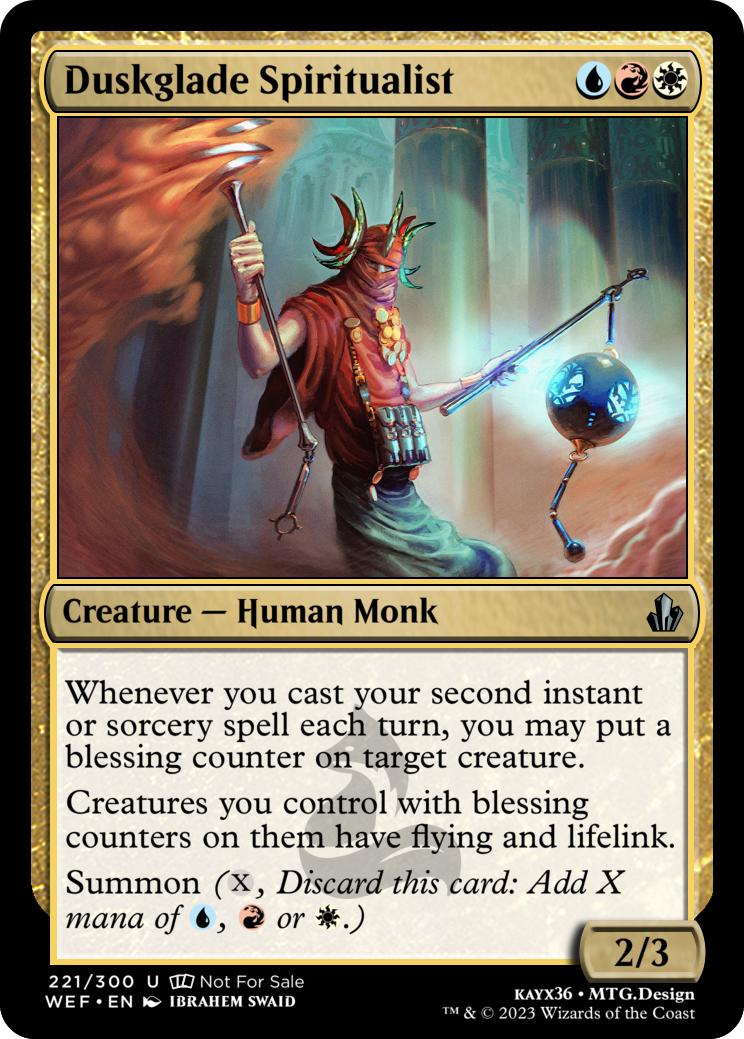 Duskglade Spiritualist
Creature — Human Monk
Whenever you cast your second instant
or sorcery spell each turn, you may put a
blessing counter on target creature.
Creatures you control with blessing
counters on them have flying and lifelink.
Summon (X, Discard this card: Add X
mana of , or .)
2/3
221/300 U Not For Sale
WEF • EN IBRAHEM SWAID
KAYX36 • MTG.Design
™ & © 2023 Wizards of the Coast